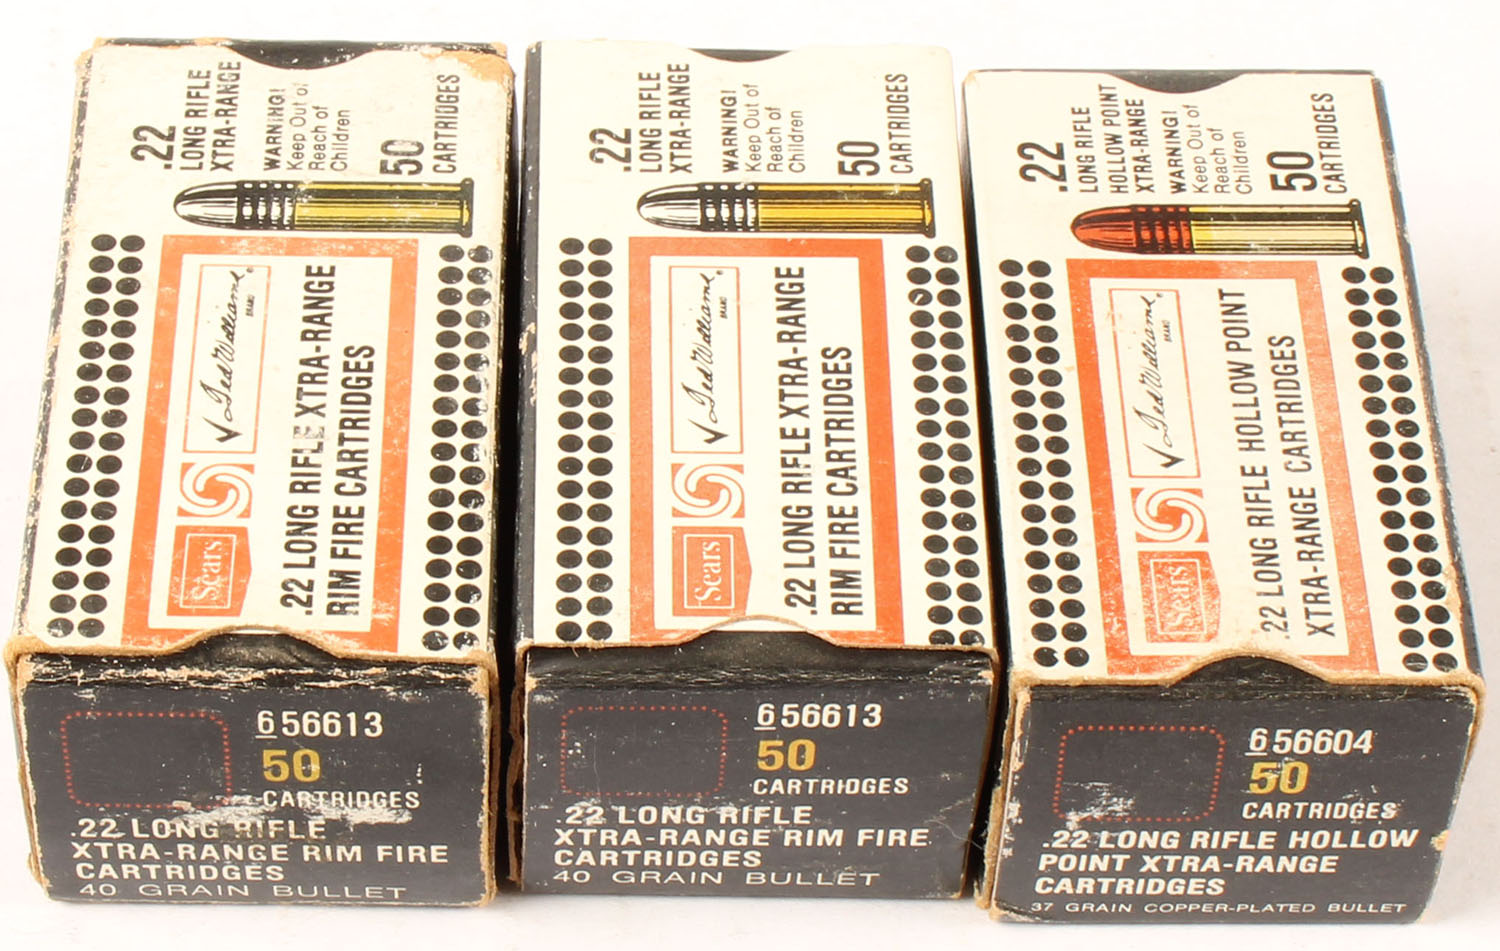 .22
LONG RIFLE
XTRA-RANGE
WARNING!
Keep Out of
Reach of
Children
50
CARTRIDGES
Sears
Ted Williams ®
BRAND
.22 LONG RIFLE XTRA-RANGE
RIM FIRE CARTRIDGES
656613
50
CARTRIDGES
.22 LONG RIFLE
XTRA-RANGE RIM FIRE
CARTRIDGES
40 GRAIN BULLET
.22
LONG RIFLE
XTRA-RANGE
WARNING!
Keep Out of
Reach of
Children
50
CARTRIDGES
Sears
Ted Williams ®
BRAND
.22 LONG RIFLE XTRA-RANGE
RIM FIRE CARTRIDGES
656613
50
CARTRIDGES
.22 LONG RIFLE
XTRA-RANGE RIM FIRE
CARTRIDGES
40 GRAIN BULLET
.22
LONG RIFLE
HOLLOW POINT
XTRA-RANGE
WARNING!
Keep Out of
Reach of
Children
50
CARTRIDGES
Sears
Ted Williams ®
BRAND
.22 LONG RIFLE HOLLOW POINT
XTRA-RANGE CARTRIDGES
656604
50
CARTRIDGES
.22 LONG RIFLE HOLLOW
POINT XTRA-RANGE
CARTRIDGES
37 GRAIN COPPER-PLATED BULLET